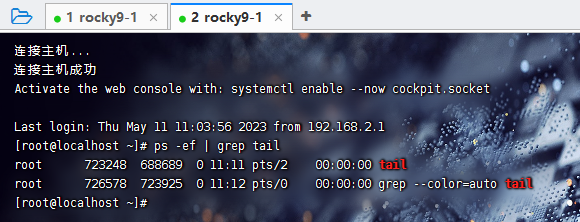 1 rocky9-1
2 rocky9-1
连接主机...
连接主机成功
Activate the web console with: systemctl enable --now cockpit.socket
Last login: Thu May 11 11:03:56 2023 from 192.168.2.1
[root@localhost ~]# ps -ef | grep tail
root      723248  688689  0 11:11 pts/2    00:00:00 tail
root      726578  723925  0 11:12 pts/0    00:00:00 grep --color=auto tail
[root@localhost ~]#